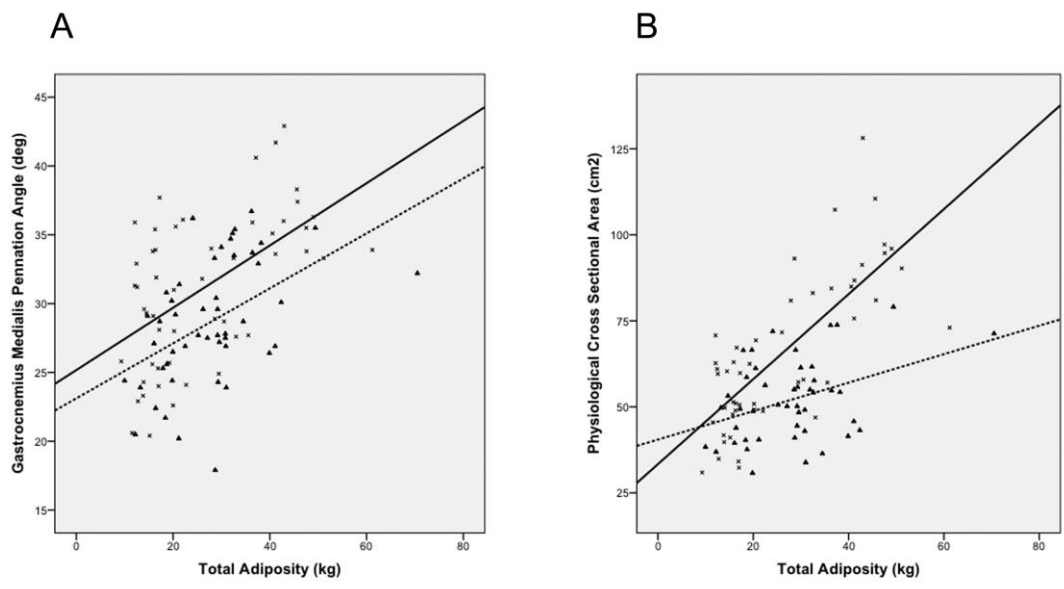 A
B
Gastrocnemius Medialis Pennation Angle (deg)
45
40
35
30
25
20
15
0 20 40 60 80
Total Adiposity (kg)
Physiological Cross Sectional Area (cm2)
125
100
75
50
25
0 20 40 60 80
Total Adiposity (kg)